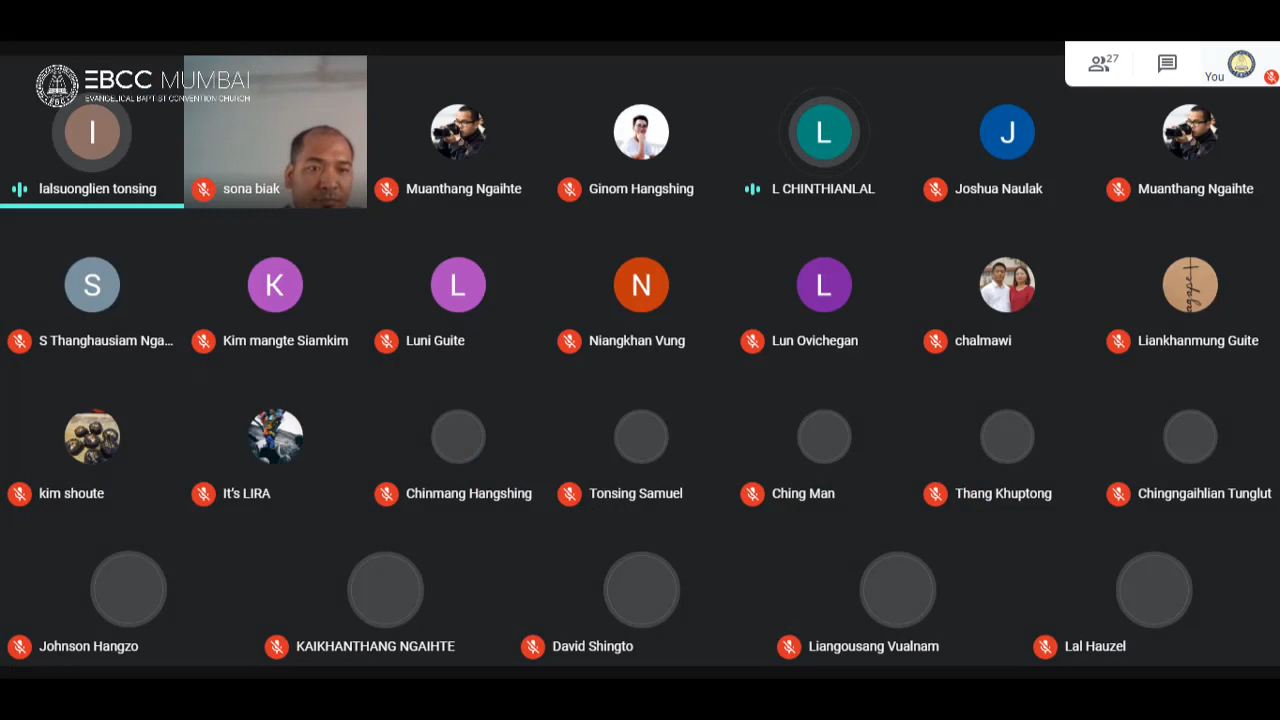 EBCC MUMBAI
EVANGELICAL BAPTIST CONVENTION CHURCH
27
You
I
L
J
lalsuonglien tonsing
sona biak
Muanthang Ngaihte
Ginom Hangshing
L CHINTHIANLAL
Joshua Naulak
Muanthang Ngaihte
S
K
L
N
L
agape
S Thanghausiam Nga...
Kim mangte Siamkim
Luni Guite
Niangkhan Vung
Lun Ovichegan
chalmawi
Liankhanmung Guite
kim shoute
It's LIRA
Chinmang Hangshing
Tonsing Samuel
Ching Man
Thang Khuptong
Chingngaihlian Tunglut
Johnson Hangzo
KAIKHANTHANG NGAIHTE
David Shingto
Liangousang Vualnam
Lal Hauzel